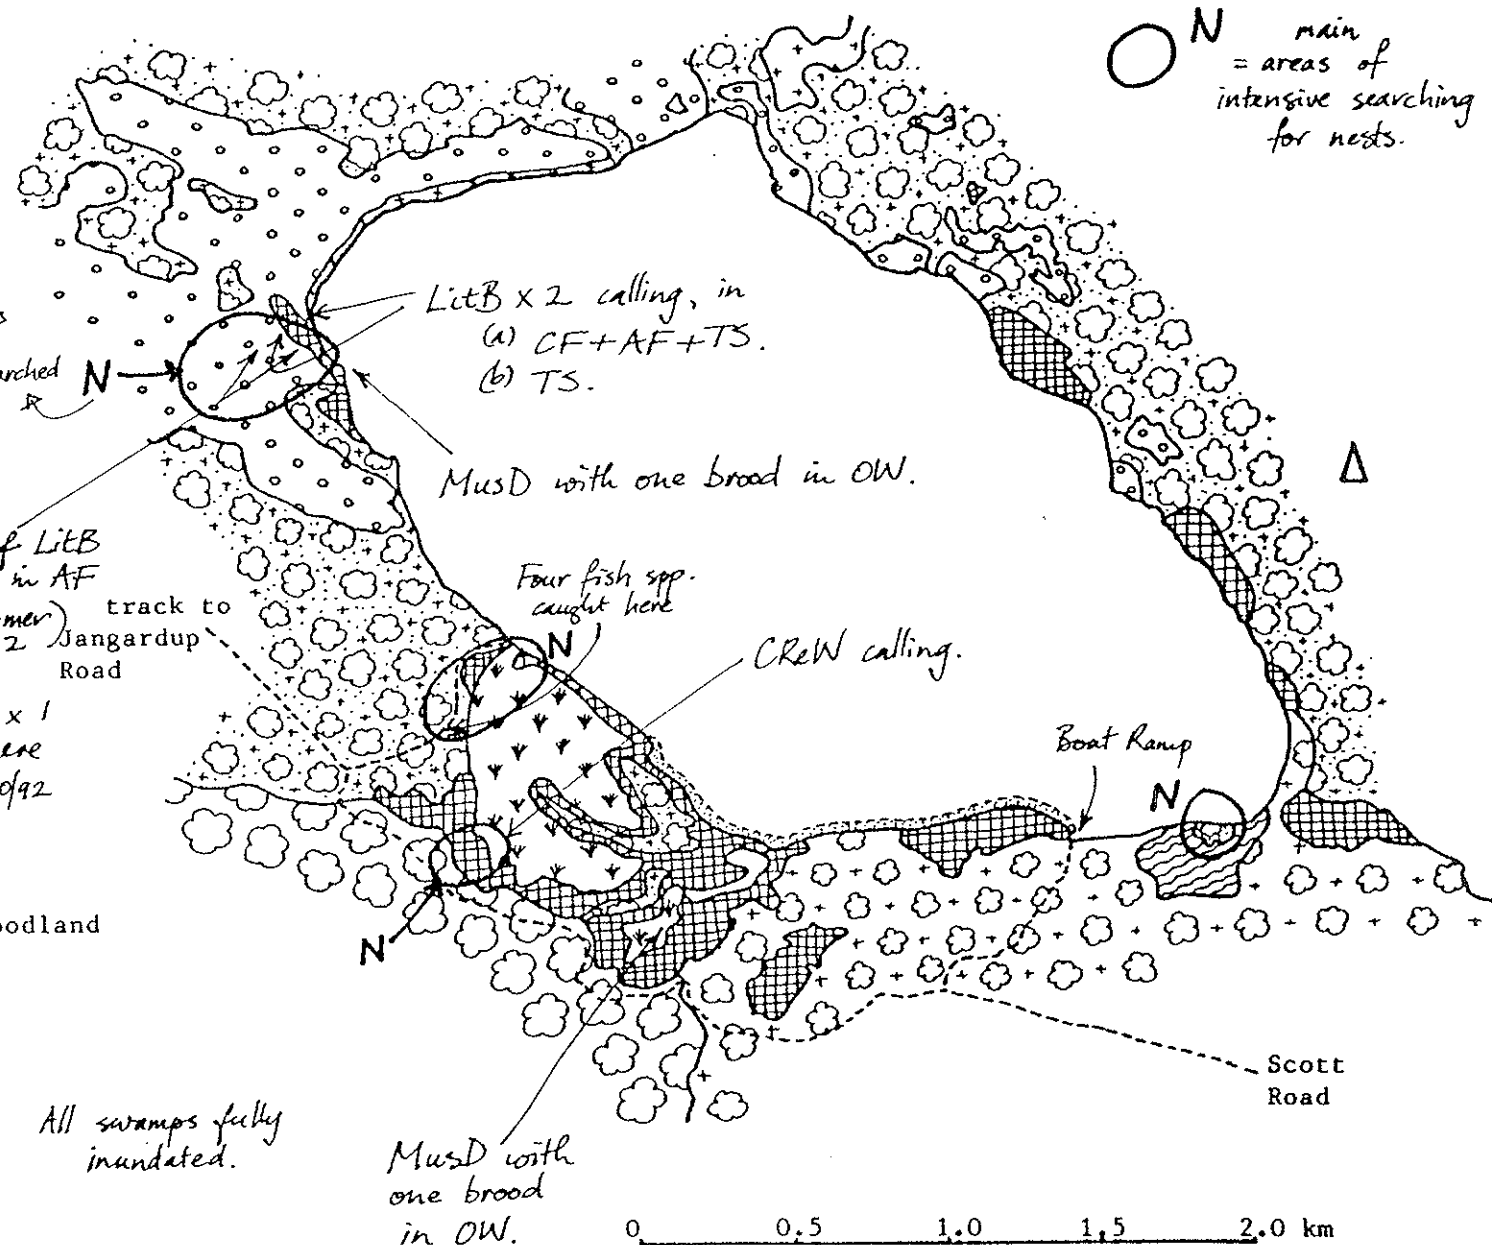 N main
= areas of
intensive searching
for nests.
LitB x 2 calling, in
(a) CF+AF+TS.
(b) TS.
N
MusD with one brood in OW.
LitB
in AF
2
track to
Jangardup
Road
x 1
Four fish spp.
caught here
N
CReW calling.
Boat Ramp
N
N
Scott
Road
All swamps fully
inundated.
MusD with
one brood
in OW.
0 0.5 1.0 1.5 2.0 km